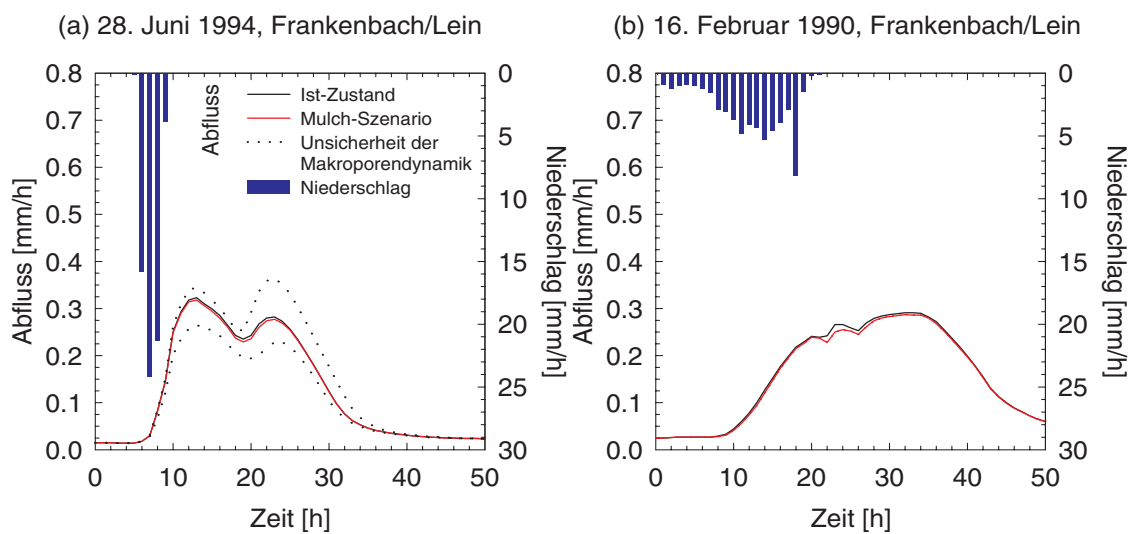 (a) 28. Juni 1994, Frankenbach/Lein
0.8
0.7
0.6
0.5
0.4
0.3
0.2
0.1
0.0
Abfluss [mm/h]
Abfluss
Ist-Zustand
Mulch-Szenario
Unsicherheit der
Makroporendynamik
Niederschlag
0
5
10
15
20
25
30
Niederschlag [mm/h]
0 10 20 30 40 50
Zeit [h]
(b) 16. Februar 1990, Frankenbach/Lein
0.8
0.7
0.6
0.5
0.4
0.3
0.2
0.1
0.0
Abfluss [mm/h]
0
5
10
15
20
25
30
Niederschlag [mm/h]
0 10 20 30 40 50
Zeit [h]